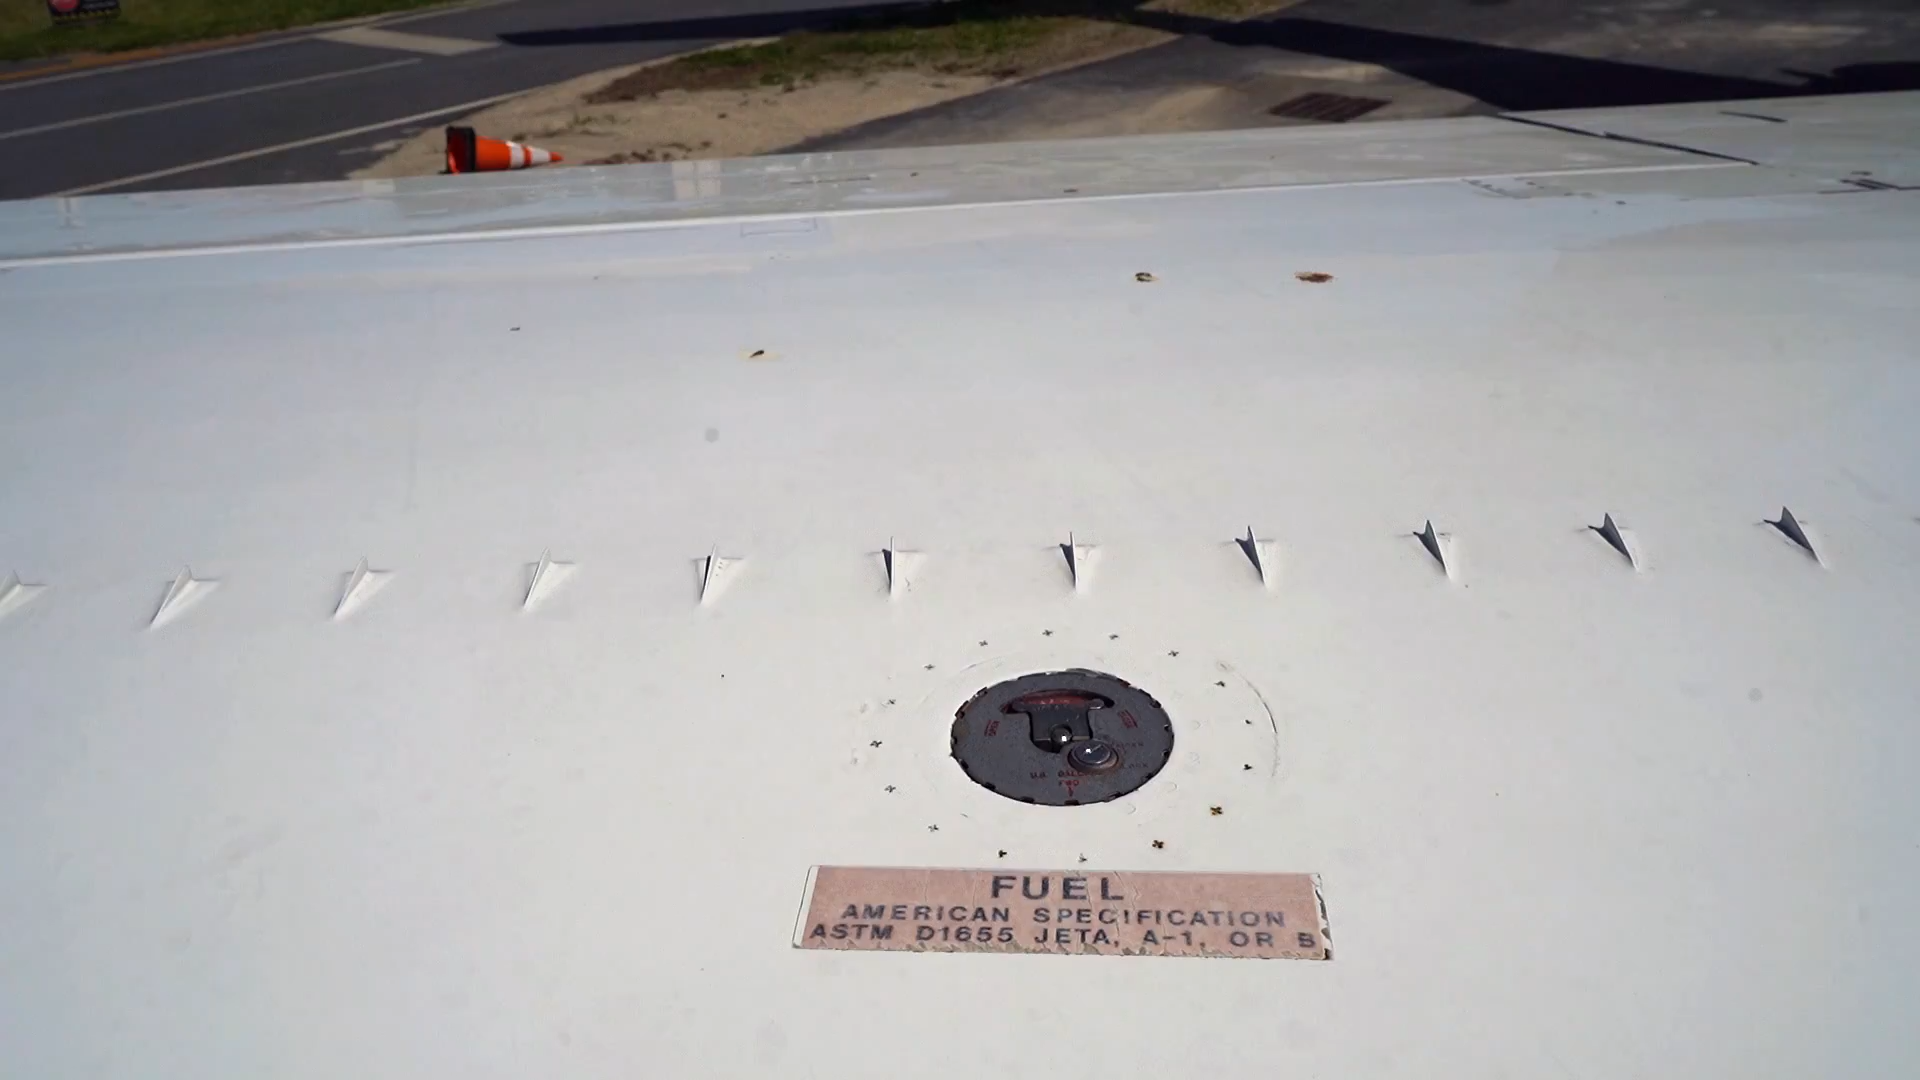 FUEL
AMERICAN SPECIFICATION
ASTM D1655 JETA, A-1, OR B